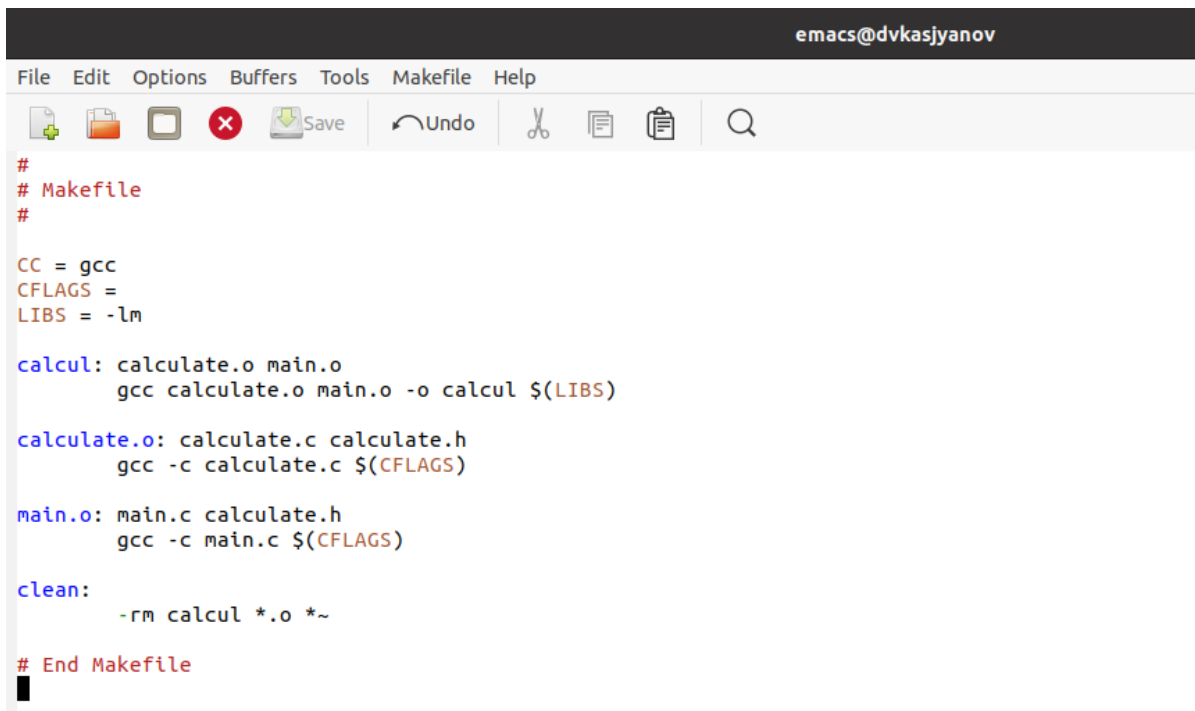 emacs@dvkasjyanov
File Edit Options Buffers Tools Makefile Help
Save Undo
#
# Makefile
#
CC = gcc
CFLAGS =
LIBS = -lm
calcul: calculate.o main.o
gcc calculate.o main.o -o calcul $(LIBS)
calculate.o: calculate.c calculate.h
gcc -c calculate.c $(CFLAGS)
main.o: main.c calculate.h
gcc -c main.c $(CFLAGS)
clean:
-rm calcul *.o *~
# End Makefile